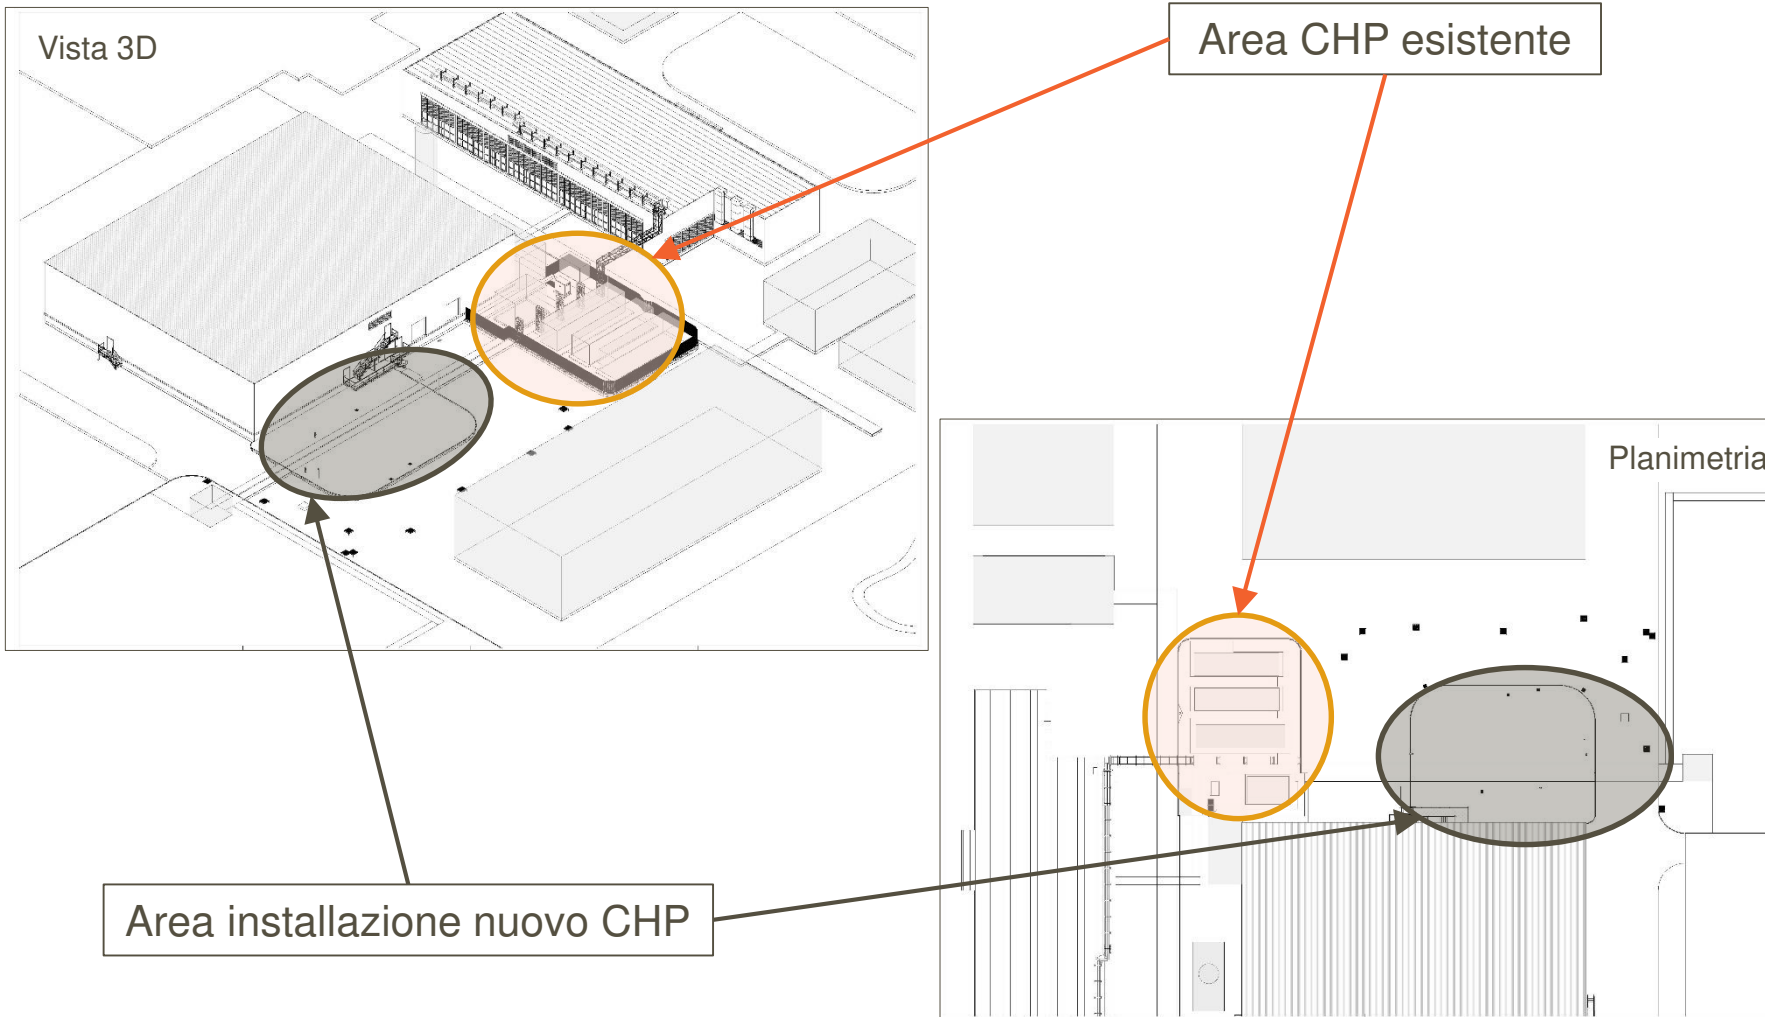 Vista 3D
Area CHP esistente
Planimetria
Area installazione nuovo CHP